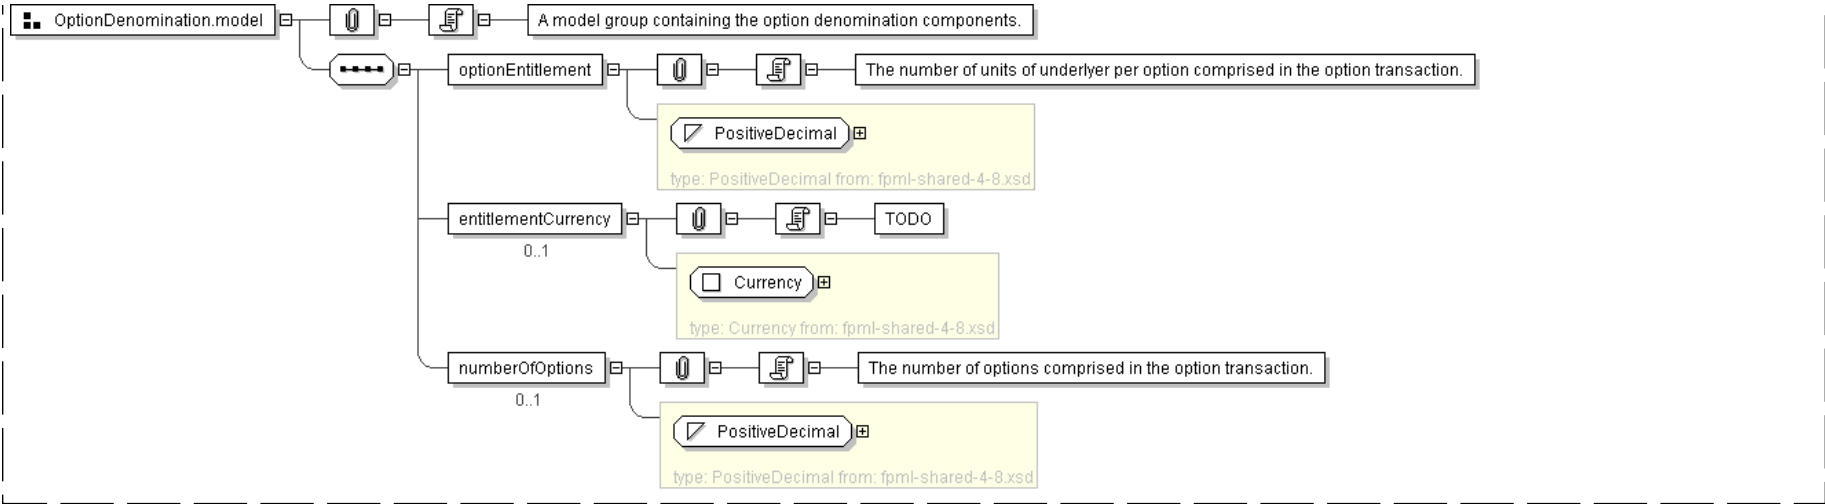 OptionDenomination.model
A model group containing the option denomination components.
optionEntitlement
The number of units of underlyer per option comprised in the option transaction.
PositiveDecimal
type: PositiveDecimal from: fpml-shared-4-8.xsd
entitlementCurrency
TODO
0..1
Currency
type: Currency from: fpml-shared-4-8.xsd
numberOfOptions
The number of options comprised in the option transaction.
0..1
PositiveDecimal
type: PositiveDecimal from: fpml-shared-4-8.xsd